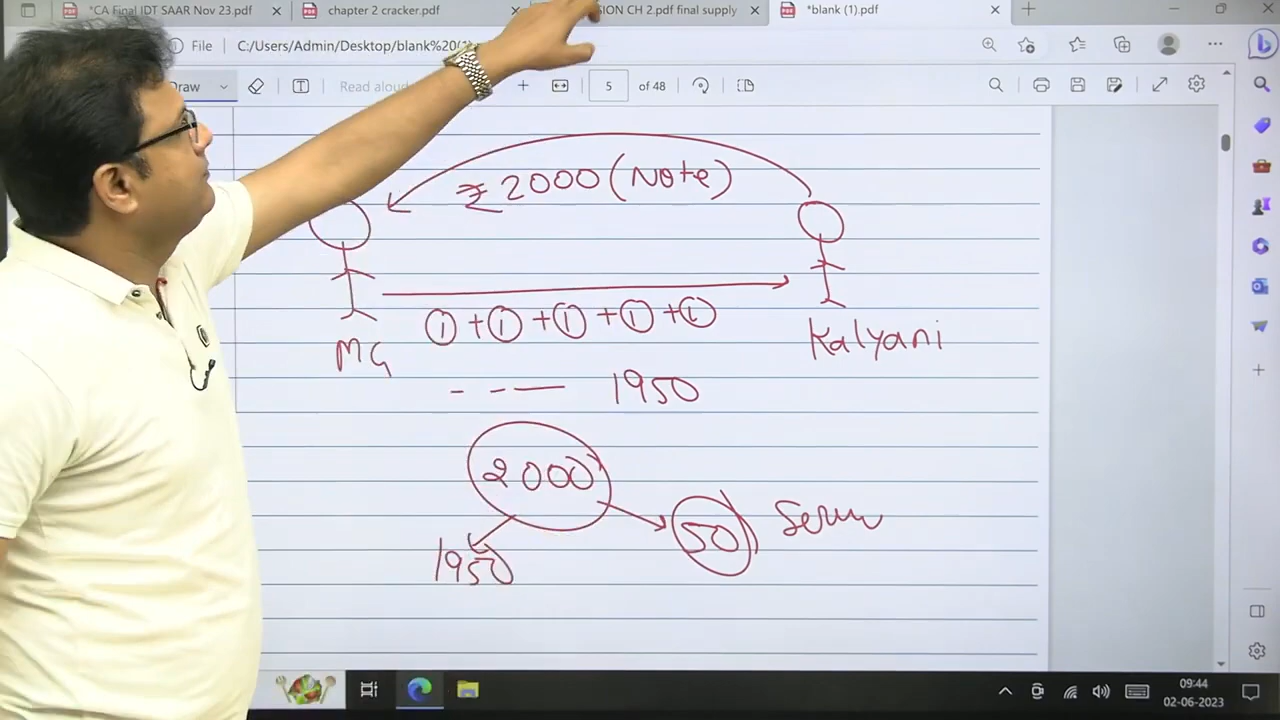 *CA Final IDT SAAR Nov 23.pdf
chapter 2 cracker.pdf
ION CH 2.pdf final supply
*blank (1).pdf
File
C:/Users/Admin/Desktop/blank%20(1)
Draw
Read aloud
5 of 48
₹ 2000 (Note)
1 + 1 + 1 + 1 + 1
MG
Kalyani
1950
2000
50
1950
09:44
02-06-2023